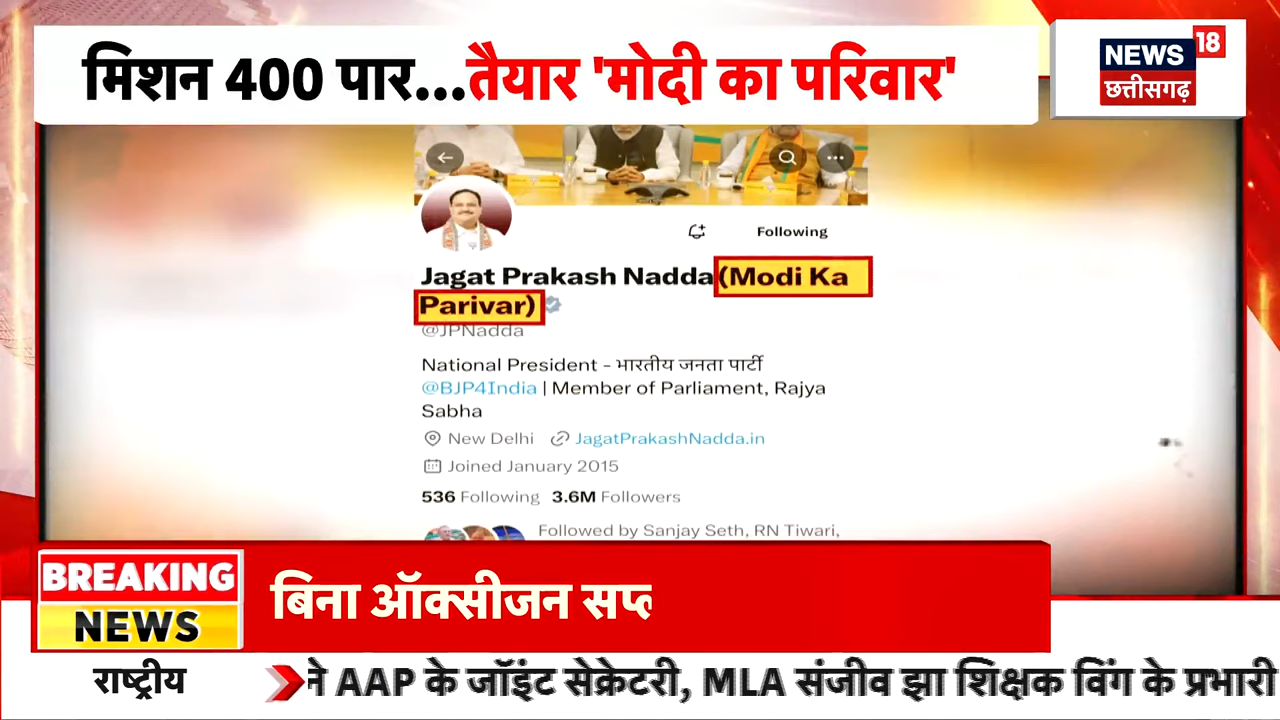 मिशन 400 पार...तैयार 'मोदी का परिवार'
NEWS 18
छत्तीसगढ़
Following
Jagat Prakash Nadda (Modi Ka
Parivar)
@JPNadda
National President - भारतीय जनता पार्टी
@BJP4India | Member of Parliament, Rajya
Sabha
New Delhi JagatPrakashNadda.in
Joined January 2015
536 Following 3.6M Followers
Followed by Sanjay Seth, RN Tiwari,
BREAKING
NEWS
बिना ऑक्सीजन
राष्ट्रीय
ने AAP के जॉइंट सेक्रेटरी, MLA संजीव झा शिक्षक विंग के प्रभारी